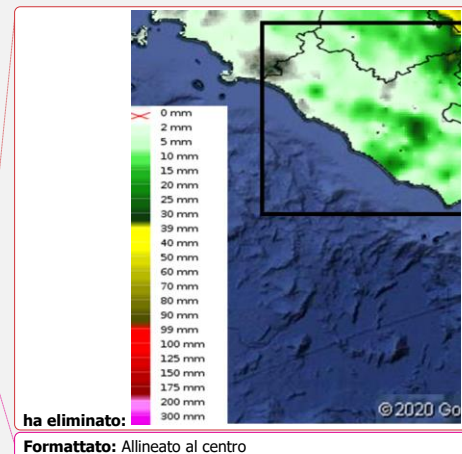 0 mm
2 mm
5 mm
10 mm
15 mm
20 mm
25 mm
30 mm
39 mm
40 mm
50 mm
60 mm
70 mm
80 mm
90 mm
99 mm
100 mm
125 mm
150 mm
175 mm
200 mm
300 mm
©2020 Go
ha eliminato:
Formattato: Allineato al centro